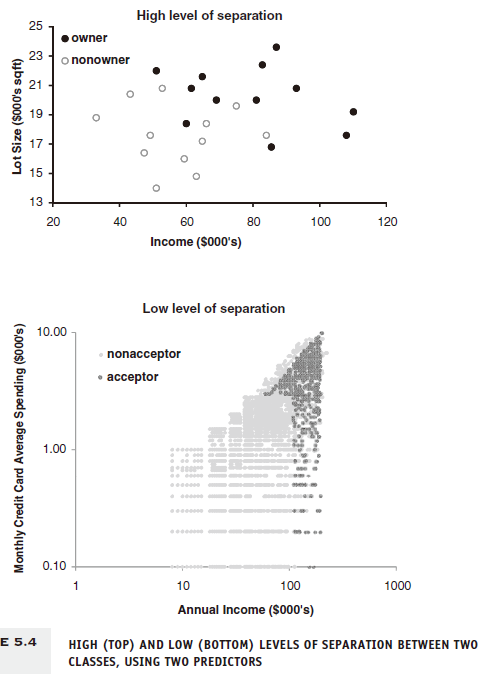 High level of separation
25
23
21
19
17
15
13
Lot Size ($000's sqft)
owner
nonowner
20 40 60 80 100 120
Income ($000's)
Low level of separation
10.00
1.00
0.10
Monthly Credit Card Average Spending ($000's)
nonacceptor
acceptor
1 10 100 1000
Annual Income ($000's)
E 5.4 HIGH (TOP) AND LOW (BOTTOM) LEVELS OF SEPARATION BETWEEN TWO
CLASSES, USING TWO PREDICTORS